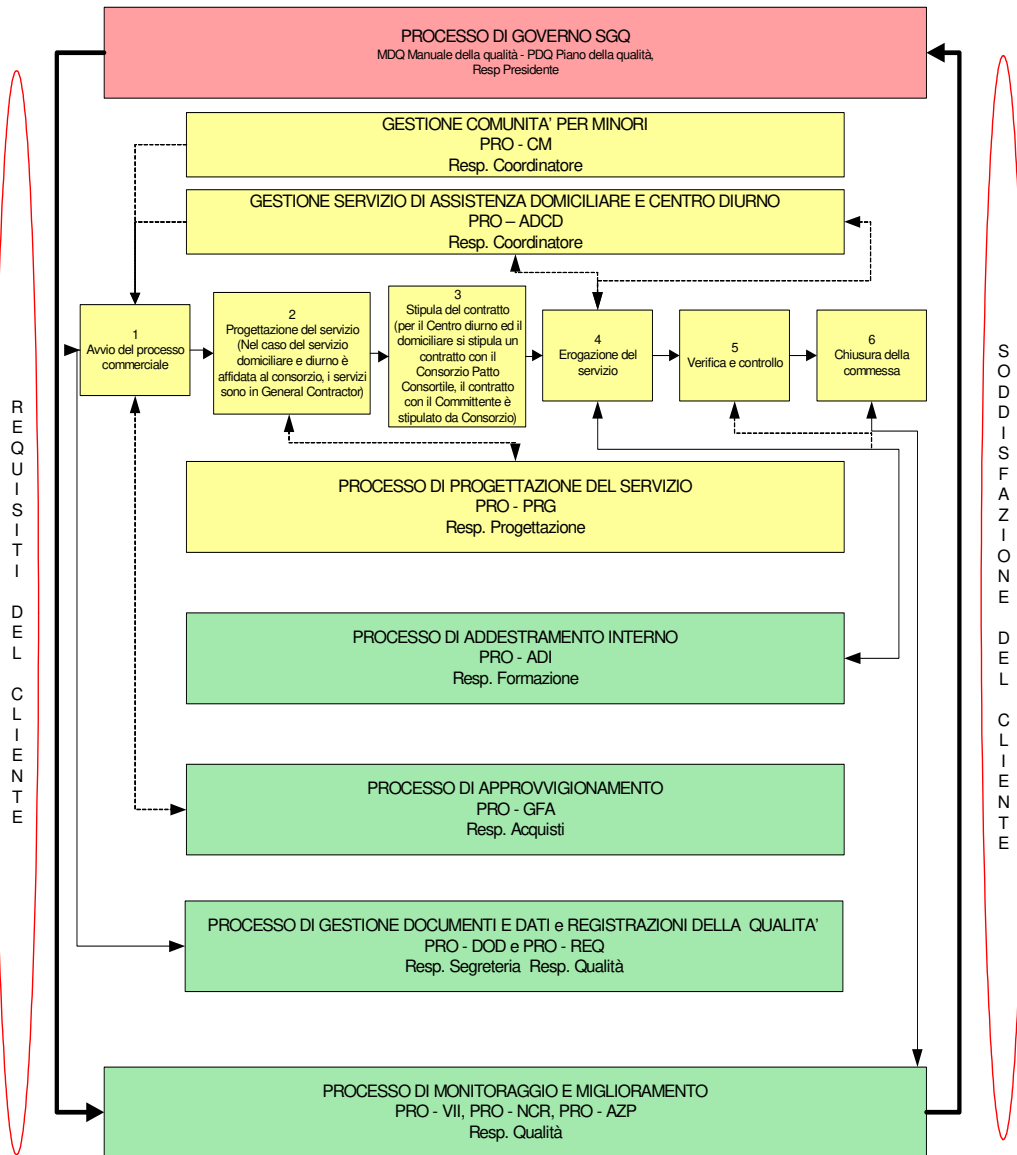 PROCESSO DI GOVERNO SGQ
MDQ Manuale della qualità - PDQ Piano della qualità,
Resp Presidente
GESTIONE COMUNITA' PER MINORI
PRO - CM
Resp. Coordinatore
GESTIONE SERVIZIO DI ASSISTENZA DOMICILIARE E CENTRO DIURNO
PRO – ADCD
Resp. Coordinatore
1
Avvio del processo
commerciale
2
Progettazione del servizio
(Nel caso del servizio
domiciliare e diurno è
affidata al consorzio, i servizi
sono in General Contractor)
3
Stipula del contratto
(per il Centro diurno ed il
domiciliare si stipula un
contratto con il
Consorzio Patto
Consortile, il contratto
con il Committente è
stipulato da Consorzio)
4
Erogazione del
servizio
5
Verifica e controllo
6
Chiusura della
commessa
PROCESSO DI PROGETTAZIONE DEL SERVIZIO
PRO - PRG
Resp. Progettazione
PROCESSO DI ADDESTRAMENTO INTERNO
PRO - ADI
Resp. Formazione
PROCESSO DI APPROVVIGIONAMENTO
PRO - GFA
Resp. Acquisti
PROCESSO DI GESTIONE DOCUMENTI E DATI e REGISTRAZIONI DELLA QUALITA'
PRO - DOD e PRO - REQ
Resp. Segreteria Resp. Qualità
PROCESSO DI MONITORAGGIO E MIGLIORAMENTO
PRO - VII, PRO - NCR, PRO - AZP
Resp. Qualità
REQUISITI DEL CLIENTE
SODDISFAZIONE DEL CLIENTE